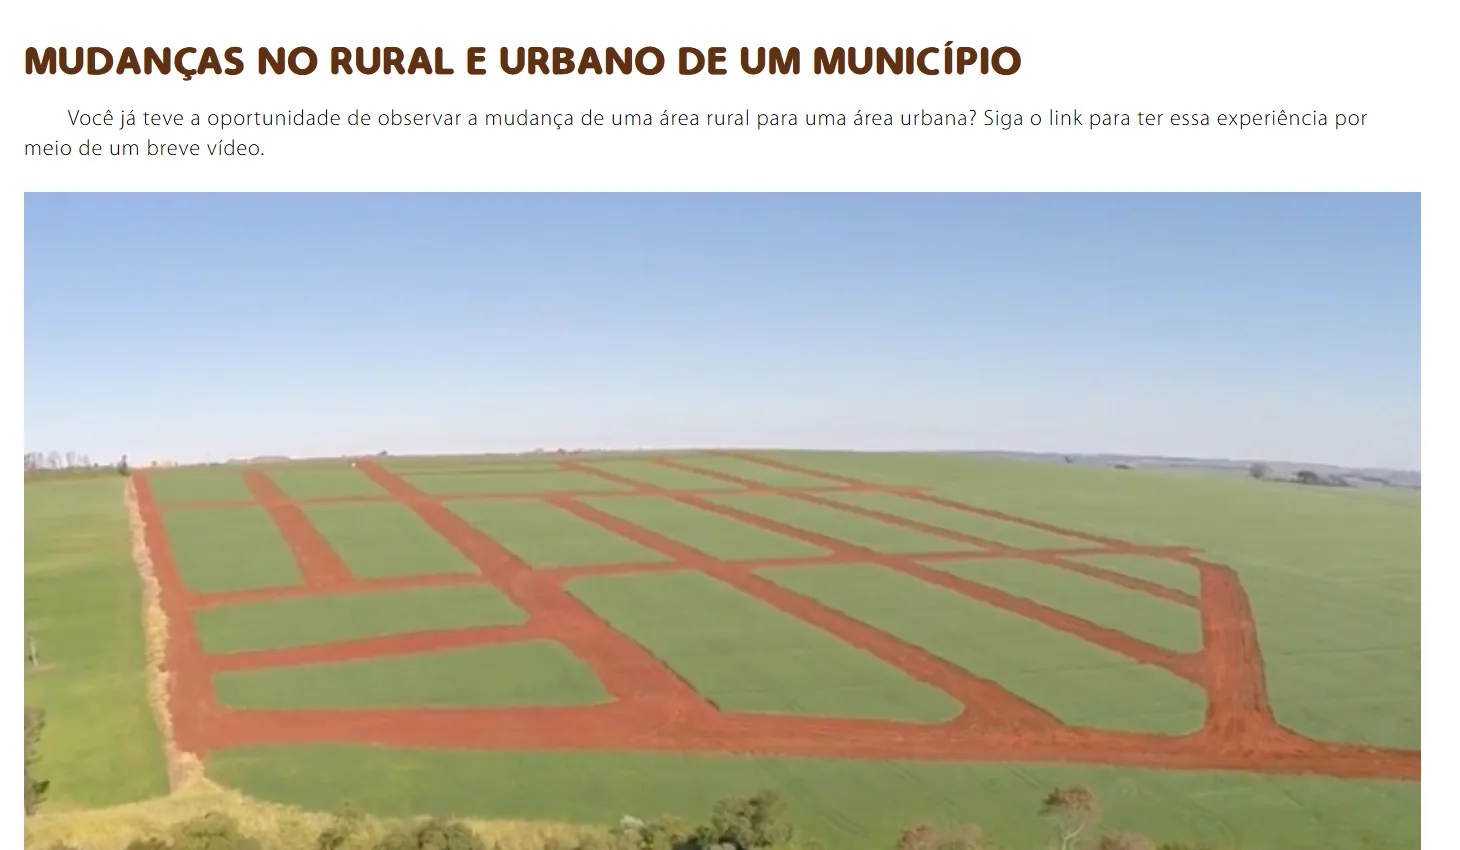 MUDANÇAS NO RURAL E URBANO DE UM MUNICÍPIO
Você já teve a oportunidade de observar a mudança de uma área rural para uma área urbana? Siga o link para ter essa experiência por
meio de um breve vídeo.